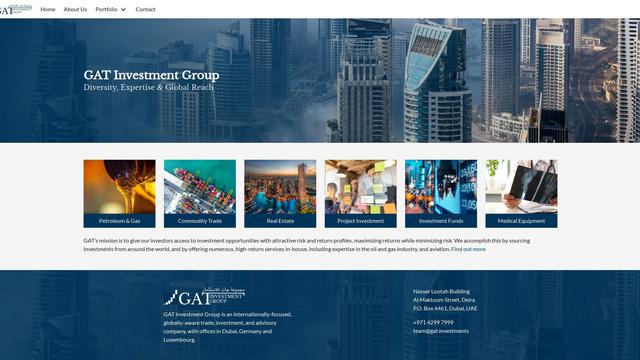 GAT
INVESTMENT
GROUP
Home
About Us
Portfolio
Contact
GAT Investment Group
Diversity, Expertise & Global Reach
Petroleum & Gas
Commodity Trade
Real Estate
Project Investment
Investment Funds
Medical Equipment
GAT's mission is to give our investors access to investment opportunities with attractive risk and return profiles, maximizing returns while minimizing risk. We accomplish this by sourcing
investments from around the world, and by offering numerous, high-return services in-house, including expertise in the oil and gas industry, and aviation. Find out more
مجموعة جات للاستثمار
GAT INVESTMENT
GROUP
GAT Investment Group is an internationally-focused,
globally-aware trade, investment, and advisory
company, with offices in Dubai, Germany and
Luxembourg.
Nasser Lootah Building
Al Maktoum Street, Deira
P.O. Box 6461, Dubai, UAE
+971 4299 7999
team@gat.investments